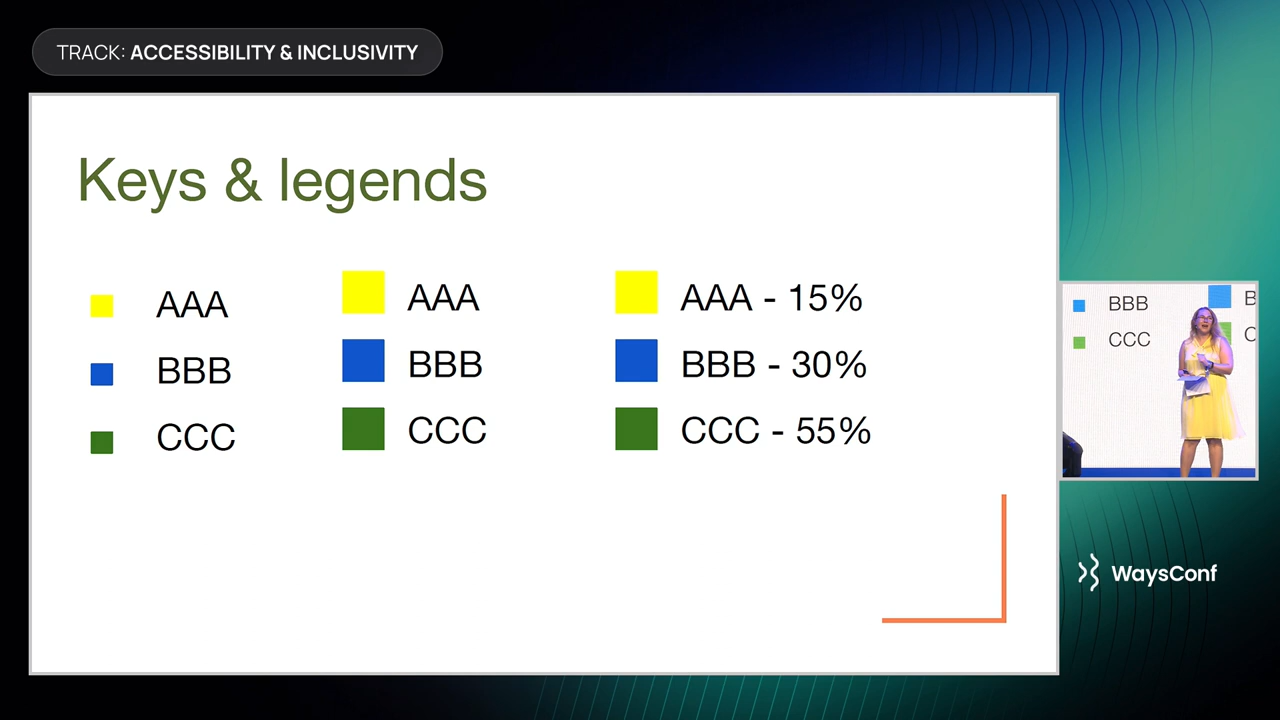 TRACK: ACCESSIBILITY & INCLUSIVITY
Keys & legends
AAA
BBB
CCC
AAA
BBB
CCC
AAA - 15%
BBB - 30%
CCC - 55%
BBB
CCC
B
C
WaysConf